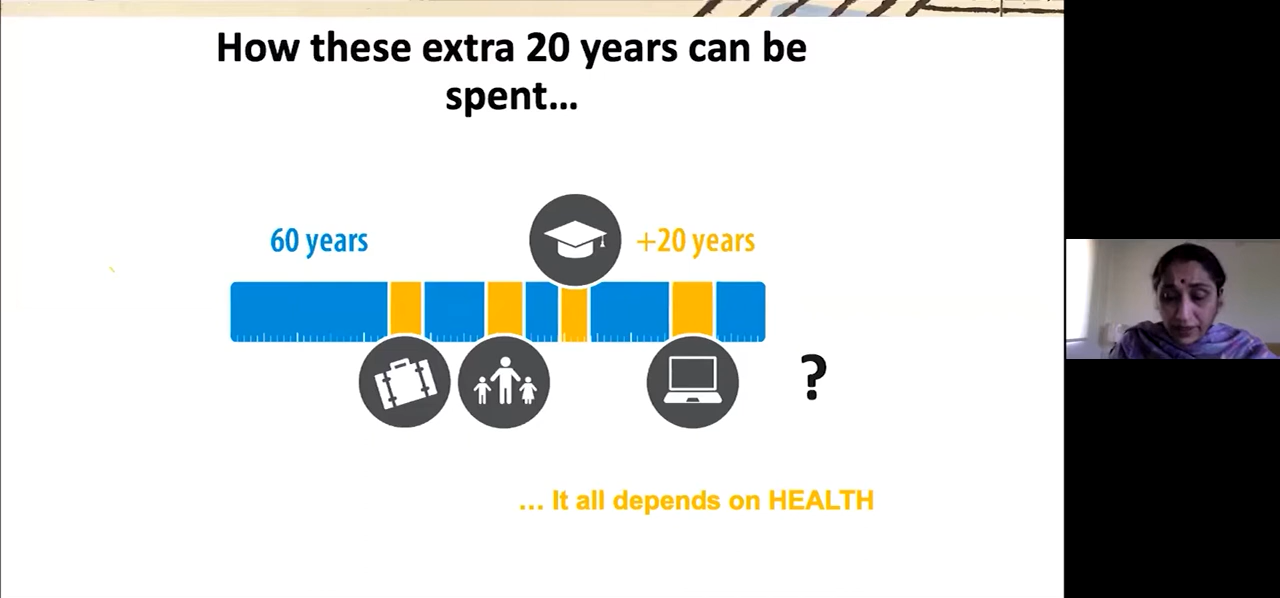 How these extra 20 years can be
spent...
60 years
+20 years
?
... It all depends on HEALTH